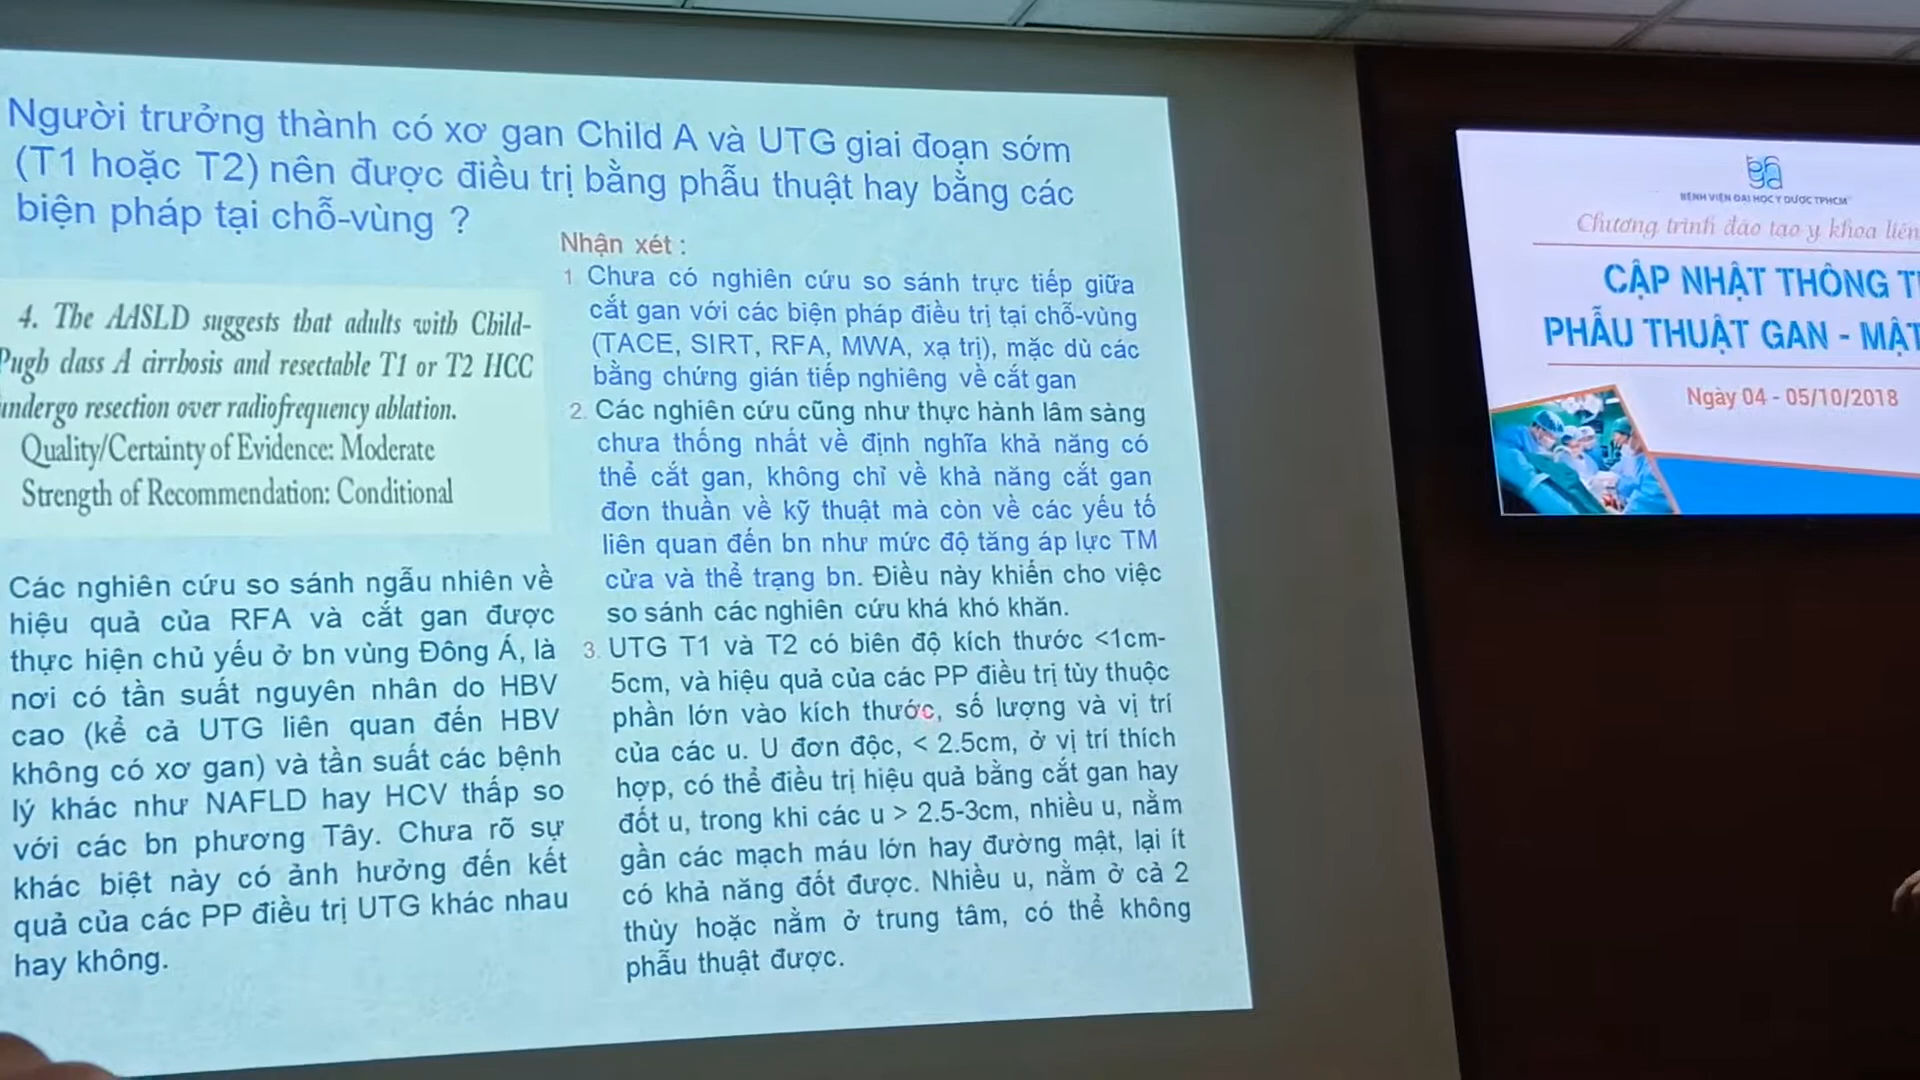 Người trưởng thành có xơ gan Child A và UTG giai đoạn sớm
(T1 hoặc T2) nên được điều trị bằng phẫu thuật hay bằng các
biện pháp tại chỗ-vùng ?
4. The AASLD suggests that adults with Child-
Pugh class A cirrhosis and resectable T1 or T2 HCC
undergo resection over radiofrequency ablation.
Quality/Certainty of Evidence: Moderate
Strength of Recommendation: Conditional
Các nghiên cứu so sánh ngẫu nhiên về
hiệu quả của RFA và cắt gan được
thực hiện chủ yếu ở bn vùng Đông Á, là
nơi có tần suất nguyên nhân do HBV
cao (kể cả UTG liên quan đến HBV
không có xơ gan) và tần suất các bệnh
lý khác như NAFLD hay HCV thấp so
với các bn phương Tây. Chưa rõ sự
khác biệt này có ảnh hưởng đến kết
quả của các PP điều trị UTG khác nhau
hay không.
Nhận xét :
1 Chưa có nghiên cứu so sánh trực tiếp giữa
cắt gan với các biện pháp điều trị tại chỗ-vùng
(TACE, SIRT, RFA, MWA, xạ trị), mặc dù các
bằng chứng gián tiếp nghiêng về cắt gan
2. Các nghiên cứu cũng như thực hành lâm sàng
chưa thống nhất về định nghĩa khả năng có
thể cắt gan, không chỉ về khả năng cắt gan
đơn thuần về kỹ thuật mà còn về các yếu tố
liên quan đến bn như mức độ tăng áp lực TM
cửa và thể trạng bn. Điều này khiến cho việc
so sánh các nghiên cứu khá khó khăn.
3. UTG T1 và T2 có biên độ kích thước <1cm-
5cm, và hiệu quả của các PP điều trị tùy thuộc
phần lớn vào kích thước, số lượng và vị trí
của các u. U đơn độc, < 2.5cm, ở vị trí thích
hợp, có thể điều trị hiệu quả bằng cắt gan hay
đốt u, trong khi các u > 2.5-3cm, nhiều u, nằm
gần các mạch máu lớn hay đường mật, lại ít
có khả năng đốt được. Nhiều u, nằm ở cả 2
thùy hoặc nằm ở trung tâm, có thể không
phẫu thuật được.
BỆNH VIỆN ĐẠI HỌC Y DƯỢC TPHCM
Chương trình đào tạo y khoa liên
CẬP NHẬT THÔNG T
PHẪU THUẬT GAN - MẬT
Ngày 04 - 05/10/2018